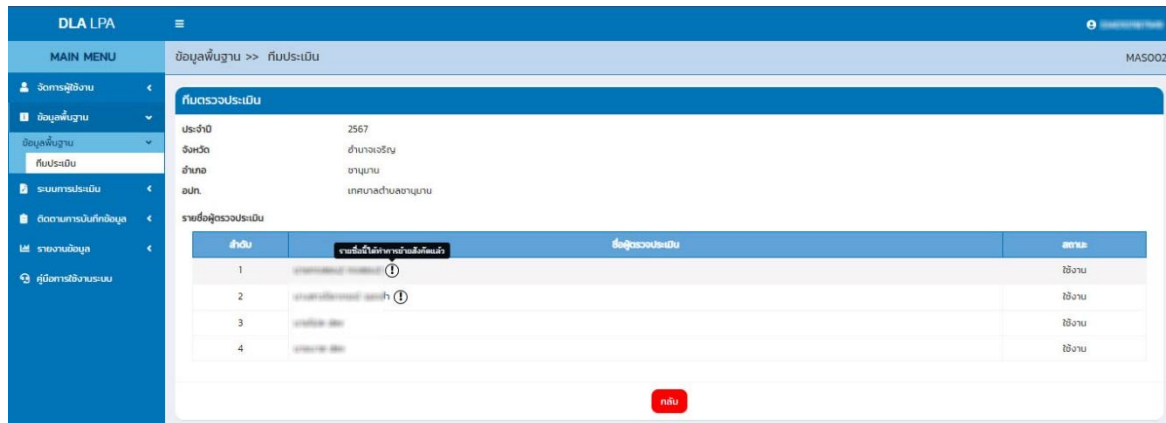 DLA LPA
MAIN MENU
ข้อมูลพื้นฐาน >> ทีมประเมิน
MAS002
จัดการผู้ใช้งาน
ข้อมูลพื้นฐาน
ข้อมูลพื้นฐาน
ทีมประเมิน
ระบบการประเมิน
ติดตามการบันทึกข้อมูล
รายงานข้อมูล
คู่มือการใช้งานระบบ
ทีมตรวจประเมิน
ประจำปี 2567
จังหวัด อำนาจเจริญ
อำเภอ ชานุมาน
อปท. เทศบาลตำบลชานุมาน
รายชื่อผู้ตรวจประเมิน
ลำดับ ชื่อผู้ตรวจประเมิน สถานะ
รายชื่อนี้ได้ทำการย้ายสังกัดแล้ว
1 ใช้งาน
2 ใช้งาน
3 ใช้งาน
4 ใช้งาน
กลับ